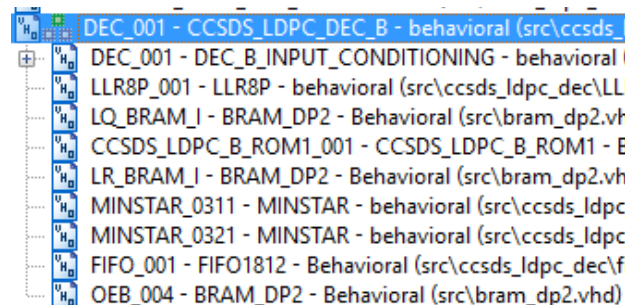 DEC_001 - CCSDS_LDPC_DEC_B - behavioral (src\ccsds_l
DEC_001 - DEC_B_INPUT_CONDITIONING - behavioral (
LLR8P_001 - LLR8P - behavioral (src\ccsds_ldpc_dec\LL
LQ_BRAM_I - BRAM_DP2 - Behavioral (src\bram_dp2.vh
CCSDS_LDPC_B_ROM1_001 - CCSDS_LDPC_B_ROM1 - B
LR_BRAM_I - BRAM_DP2 - Behavioral (src\bram_dp2.vh
MINSTAR_0311 - MINSTAR - behavioral (src\ccsds_ldpc
MINSTAR_0321 - MINSTAR - behavioral (src\ccsds_ldpc
FIFO_001 - FIFO1812 - Behavioral (src\ccsds_ldpc_dec\f
OEB_004 - BRAM_DP2 - Behavioral (src\bram_dp2.vhd)